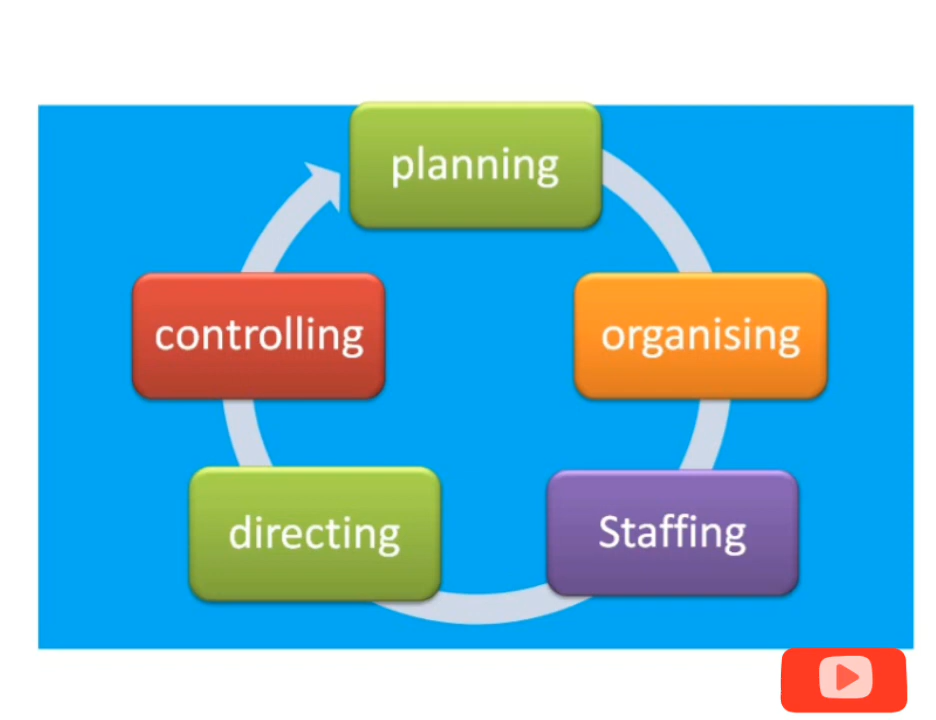 planning
organising
Staffing
directing
controlling